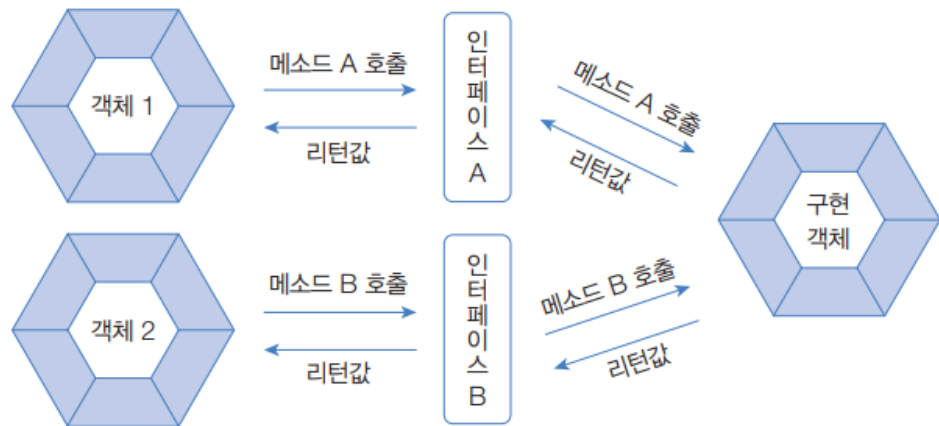 객체 1
메소드 A 호출
리턴값
인터페이스 A
메소드 A 호출
리턴값
구현
객체
객체 2
메소드 B 호출
리턴값
인터페이스 B
메소드 B 호출
리턴값